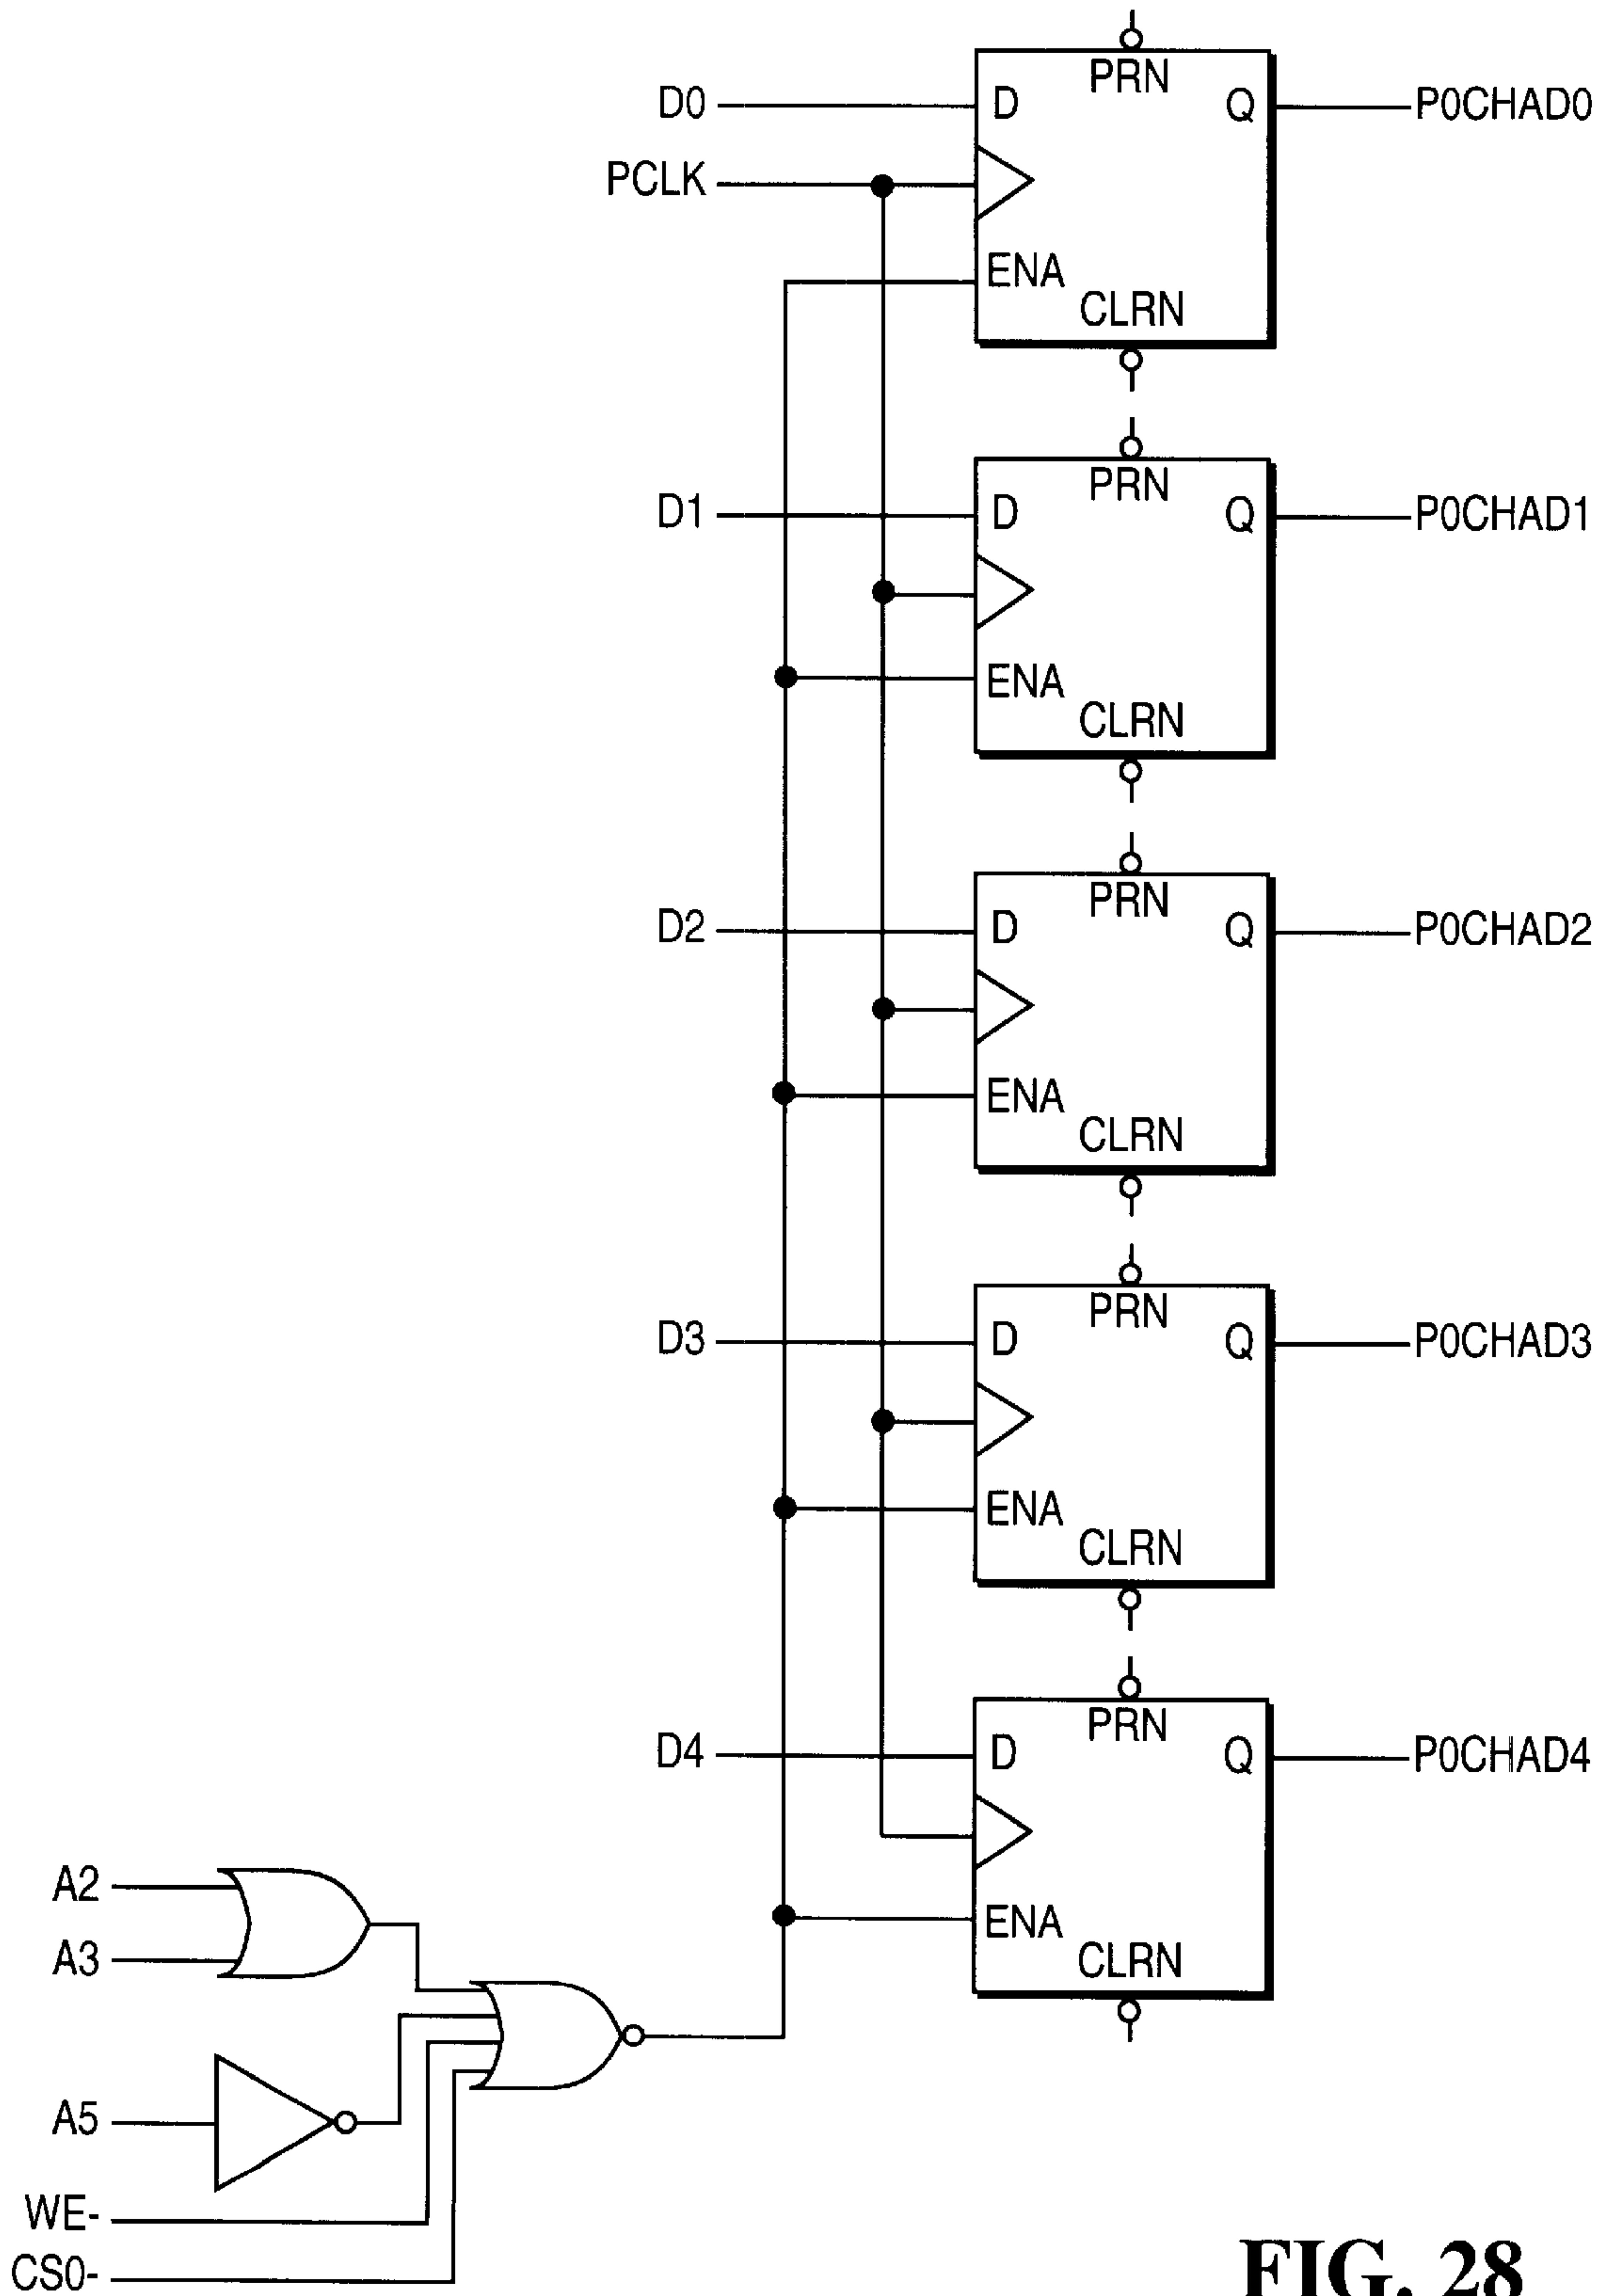 PRN
D0
D
Q
P0CHAD0
PCLK
ENA
CLRN
PRN
D1
D
Q
P0CHAD1
ENA
CLRN
PRN
D2
D
Q
P0CHAD2
ENA
CLRN
PRN
D3
D
Q
P0CHAD3
ENA
CLRN
PRN
D4
D
Q
P0CHAD4
A2
ENA
A3
CLRN
A5
WE-
CS0-
FIG. 28